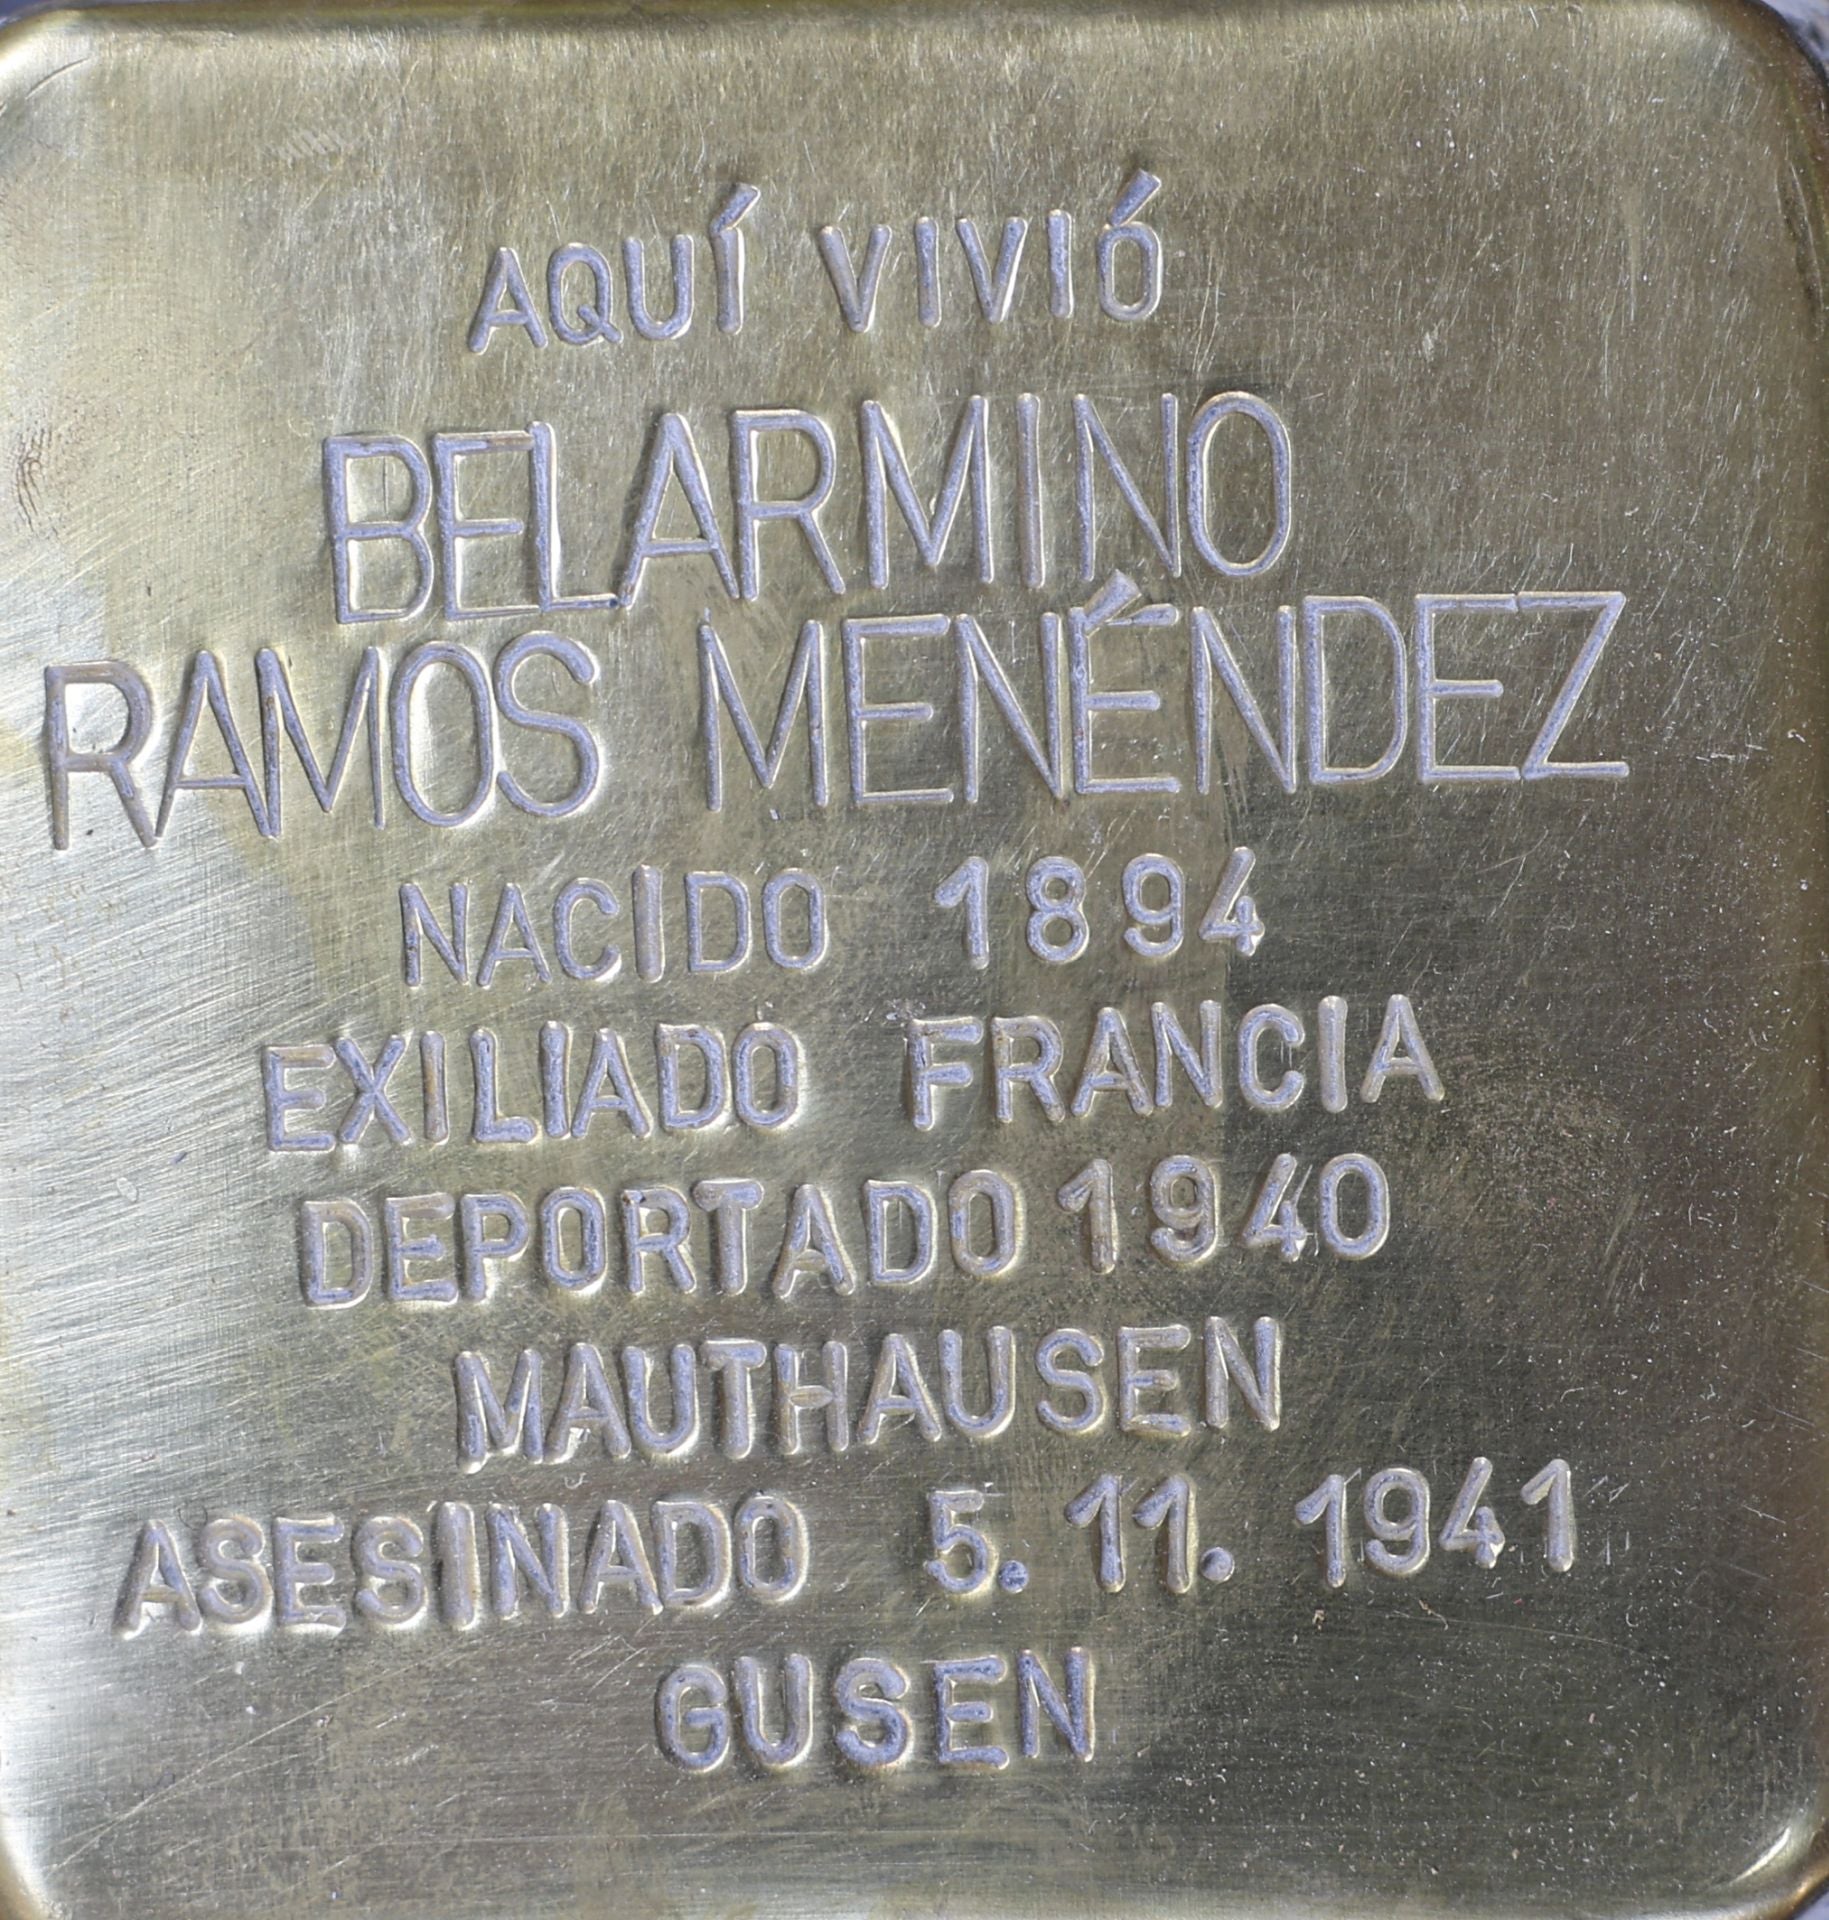 AQUÍ VIVIÓ
BELARMINO
RAMOS MENÉNDEZ
NACIDO 1894
EXILIADO FRANCIA
DEPORTADO 1940
MAUTHAUSEN
ASESINADO 5.11.1941
GUSEN